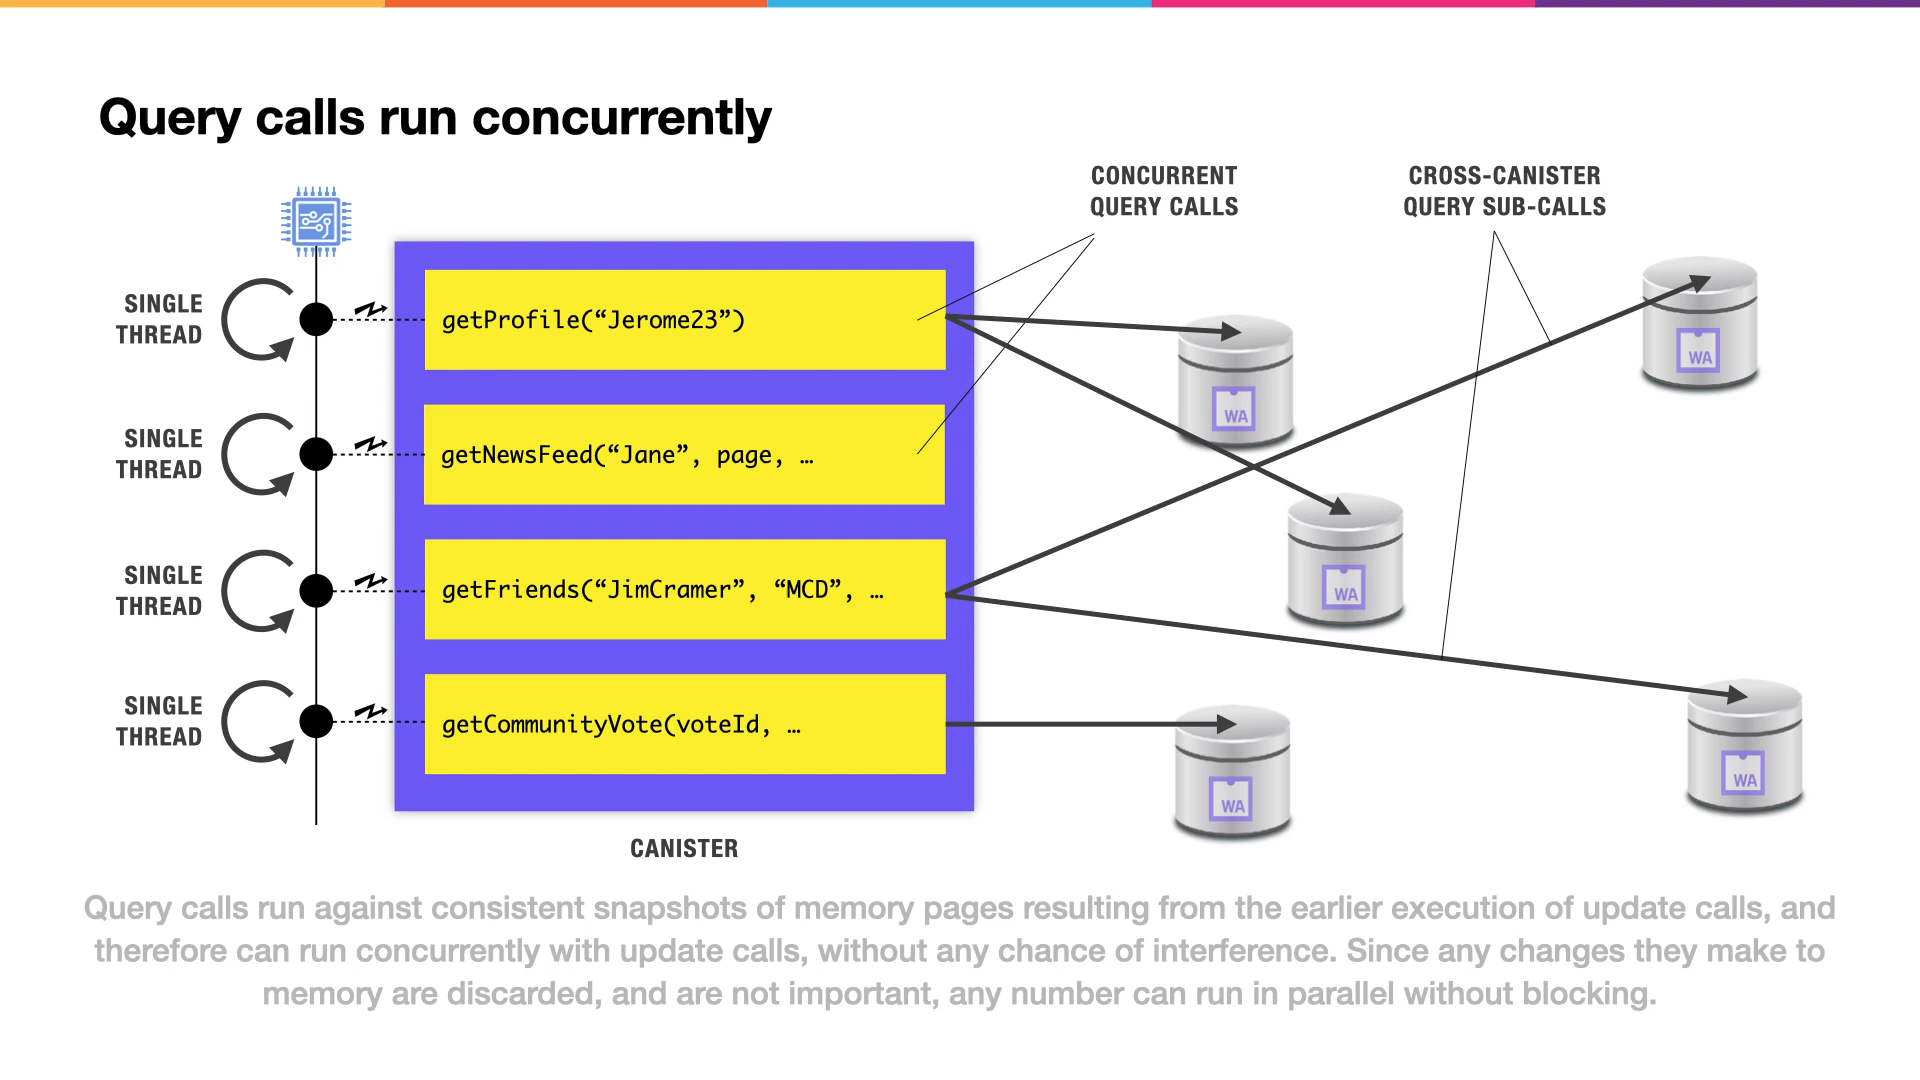 Query calls run concurrently
CONCURRENT
QUERY CALLS
CROSS-CANISTER
QUERY SUB-CALLS
SINGLE
THREAD
getProfile(“Jerome23”)
WA
WA
SINGLE
THREAD
getNewsFeed(“Jane”, page, …
SINGLE
THREAD
getFriends(“JimCramer”, “MCD”, …
WA
SINGLE
THREAD
getCommunityVote(voteId, …
WA
WA
CANISTER
Query calls run against consistent snapshots of memory pages resulting from the earlier execution of update calls, and
therefore can run concurrently with update calls, without any chance of interference. Since any changes they make to
memory are discarded, and are not important, any number can run in parallel without blocking.